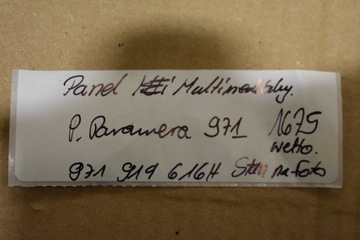 Panel i Multimedialny.
P. Panamera 971 1675
netto.
971 919 616H Stan na foto